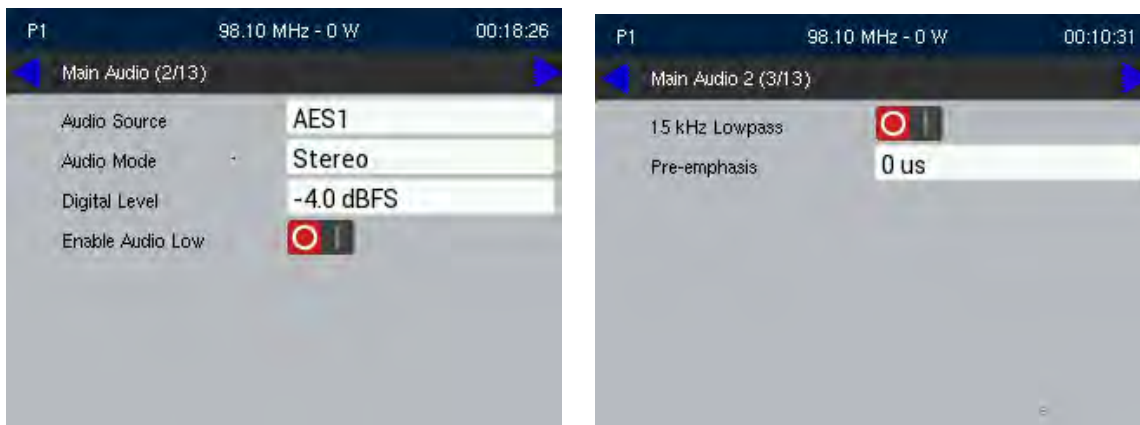 P1 98.10 MHz - 0 W 00:18:26
Main Audio (2/13)
Audio Source AES1
Audio Mode Stereo
Digital Level -4.0 dBFS
Enable Audio Low
P1 98.10 MHz - 0 W 00:10:31
Main Audio 2 (3/13)
15 kHz Lowpass
Pre-emphasis 0 us